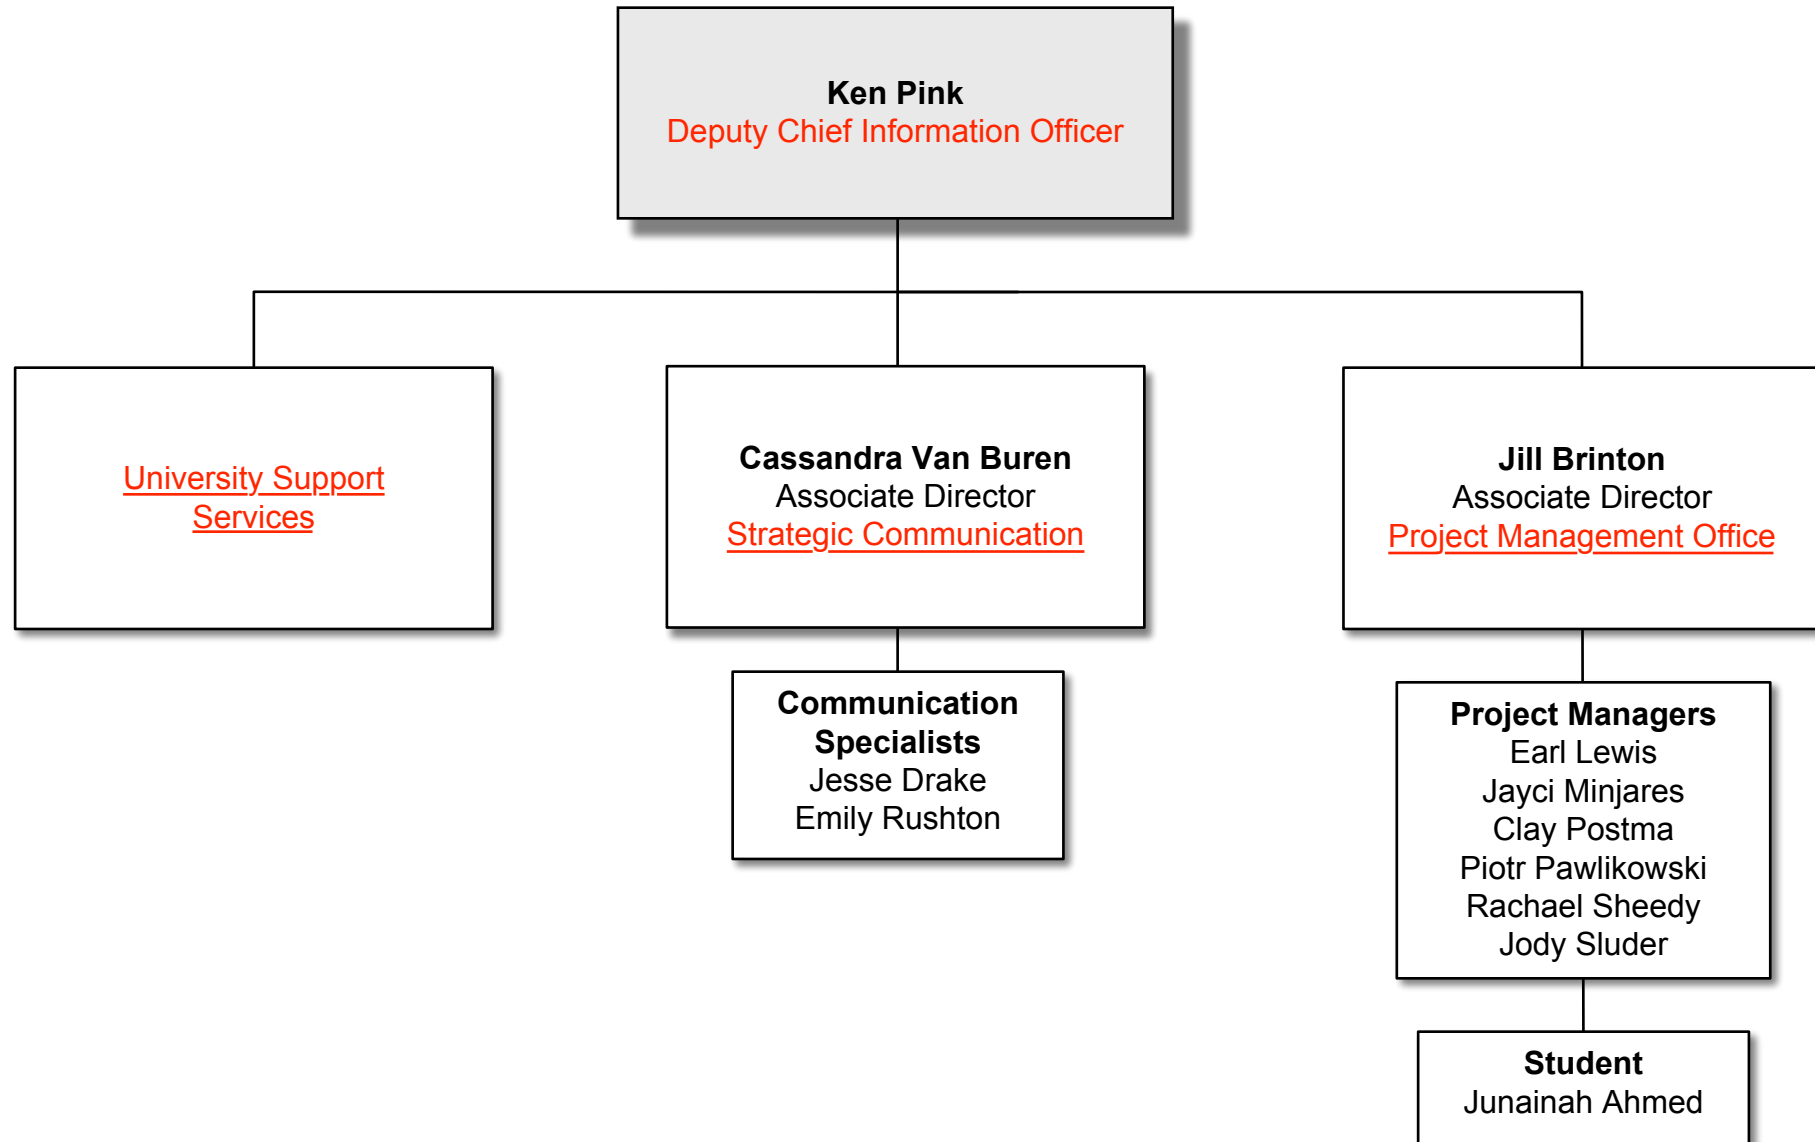 Ken Pink
Deputy Chief Information Officer
University Support
Services
Cassandra Van Buren
Associate Director
Strategic Communication
Jill Brinton
Associate Director
Project Management Office
Communication
Specialists
Jesse Drake
Emily Rushton
Project Managers
Earl Lewis
Jayci Minjares
Clay Postma
Piotr Pawlikowski
Rachael Sheedy
Jody Sluder
Student
Junainah Ahmed